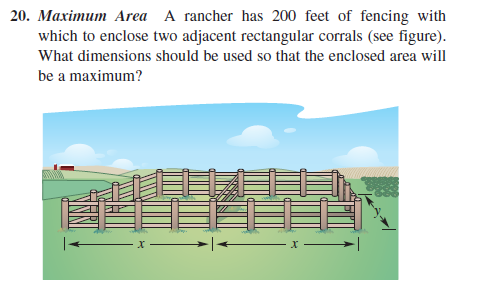 20. Maximum Area A rancher has 200 feet of fencing with
which to enclose two adjacent rectangular corrals (see figure).
What dimensions should be used so that the enclosed area will
be a maximum?
y
x x